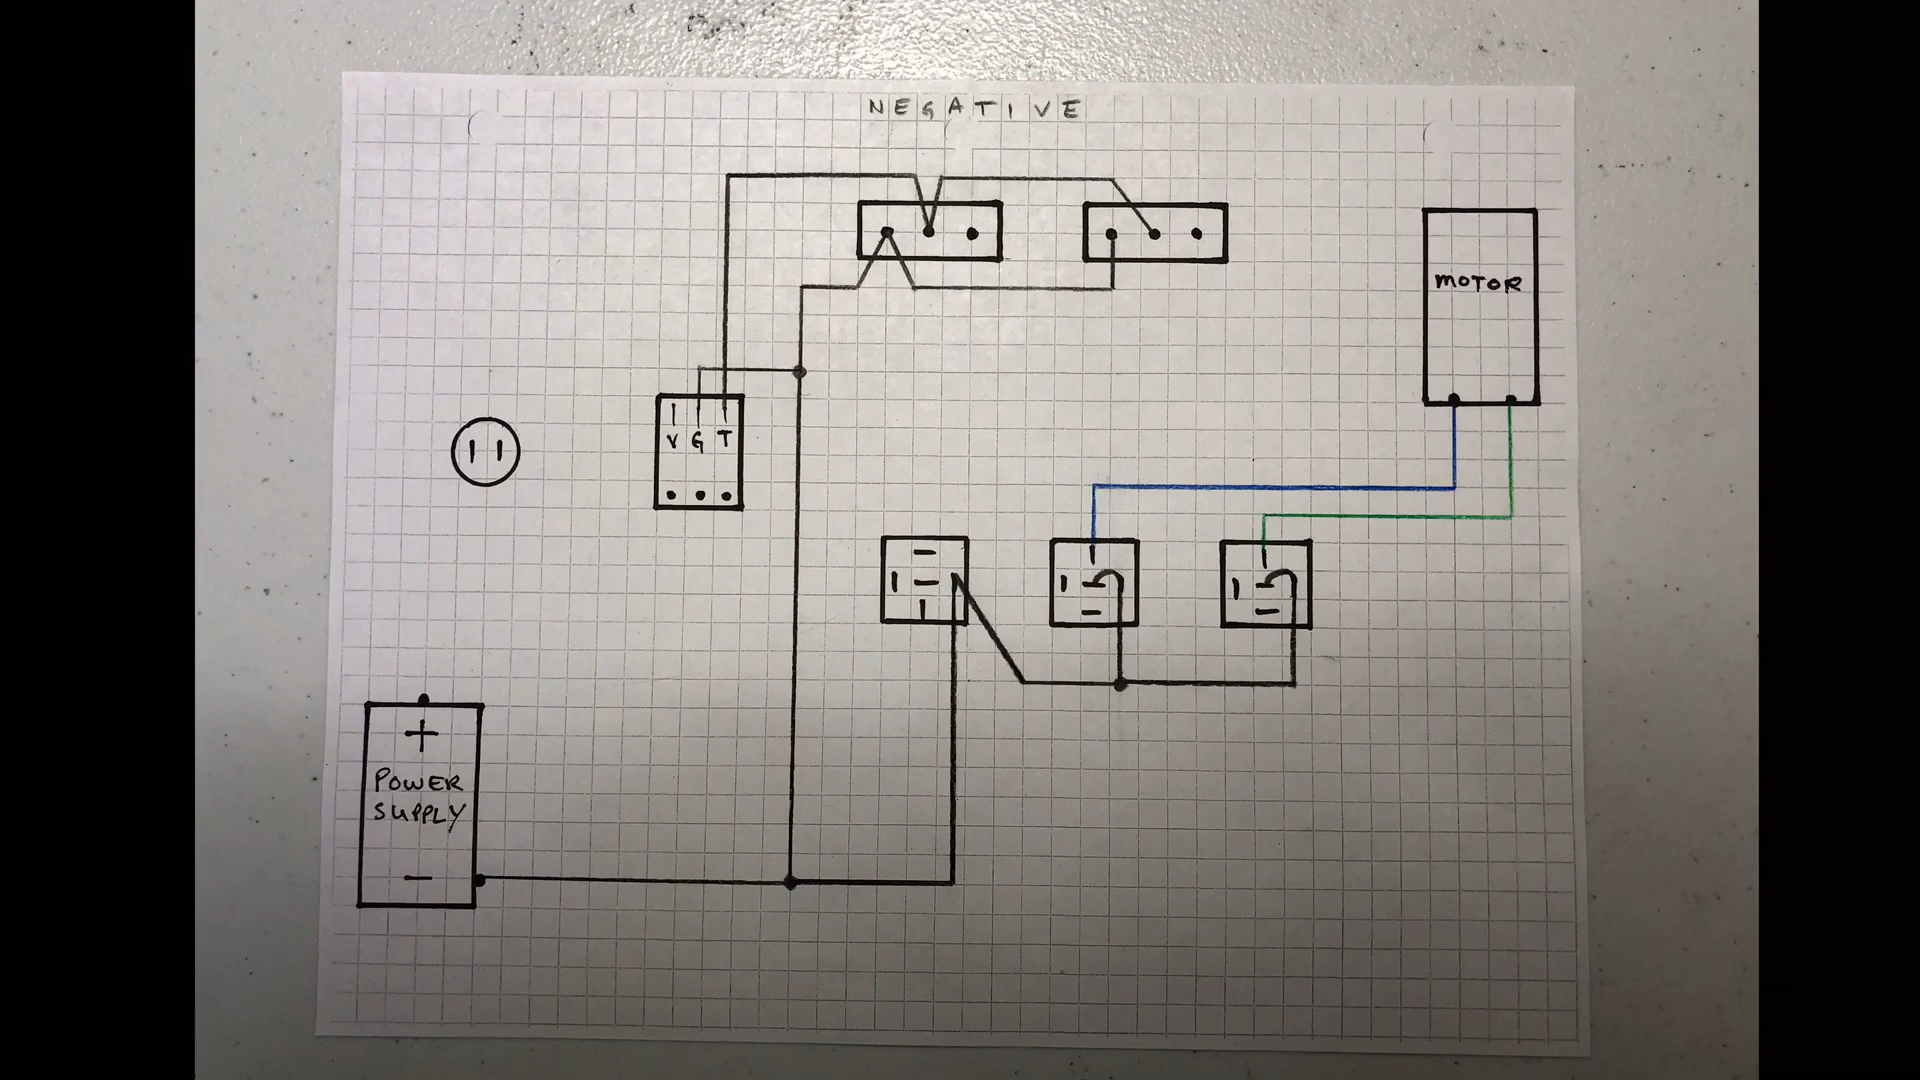 NEGATIVE
MOTOR
V G T
+
POWER
SUPPLY
−